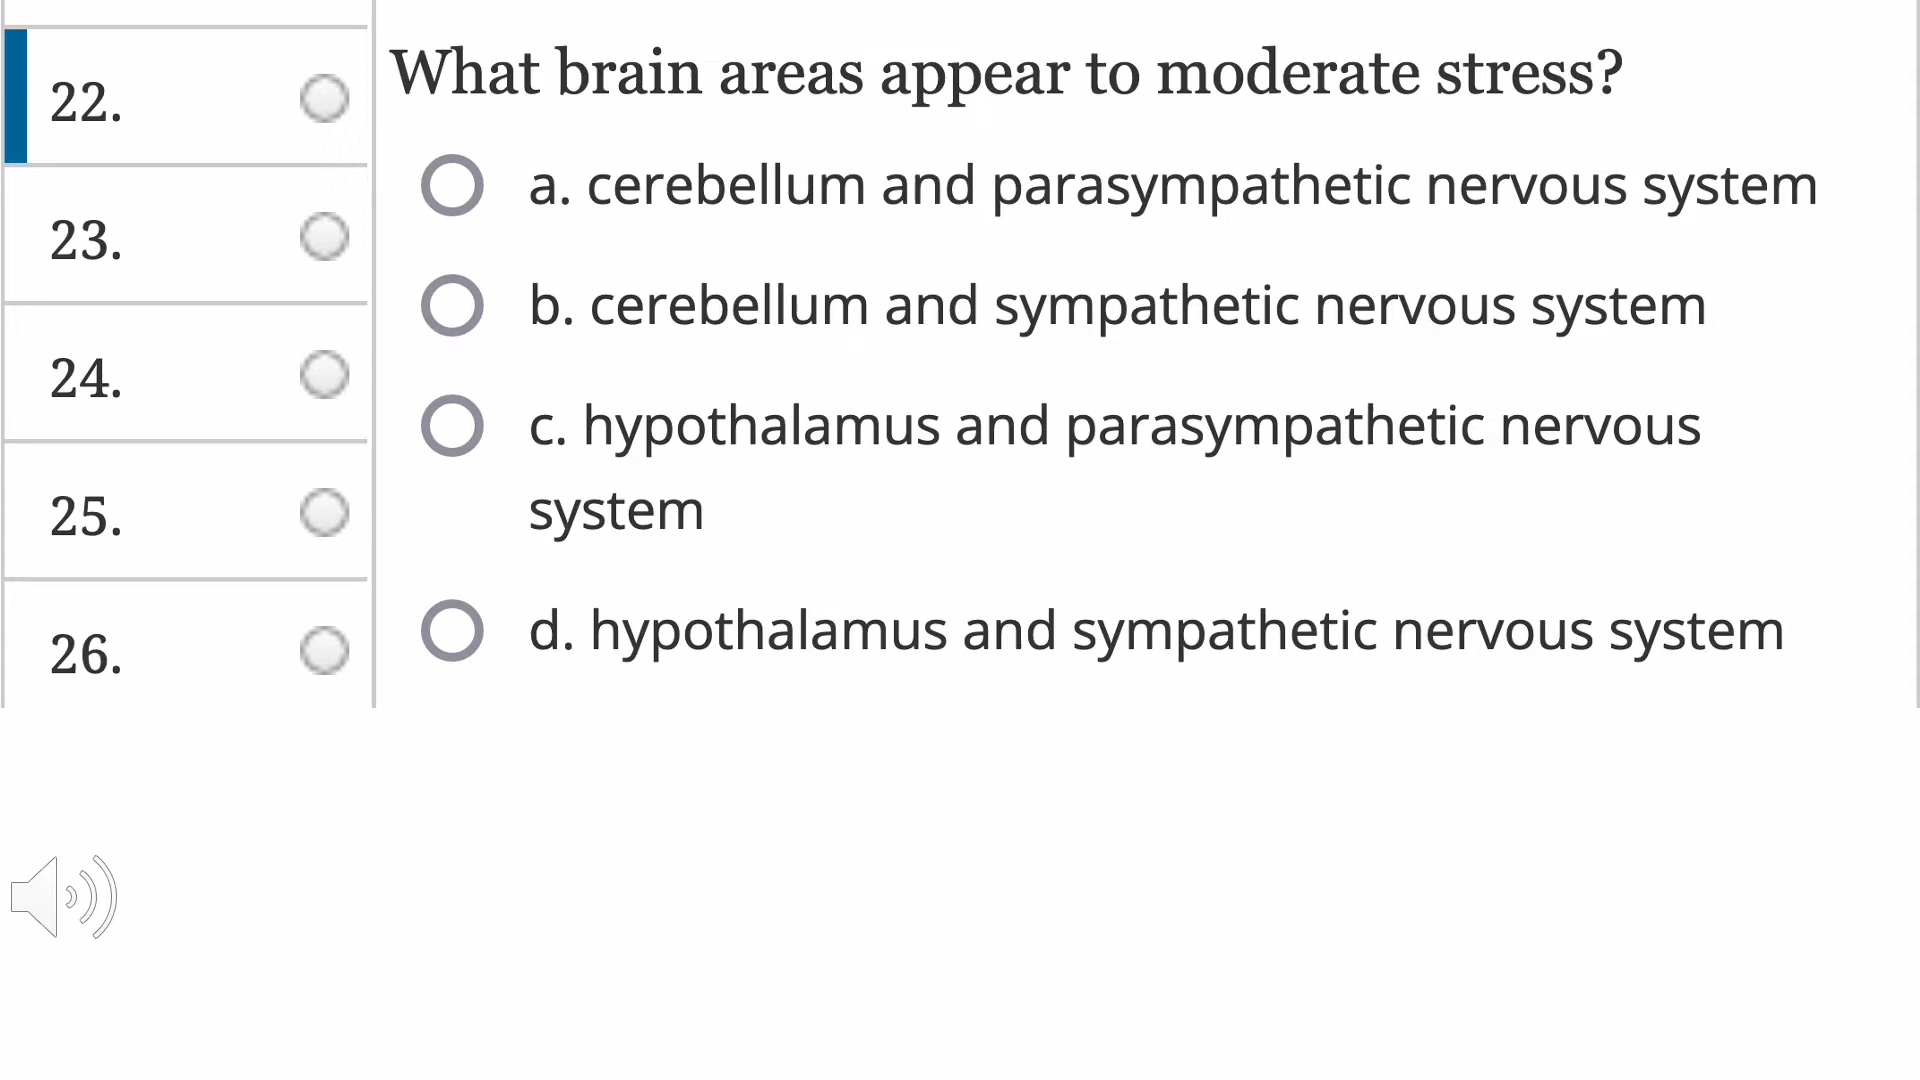 22.
23.
24.
25.
26.
What brain areas appear to moderate stress?
a. cerebellum and parasympathetic nervous system
b. cerebellum and sympathetic nervous system
c. hypothalamus and parasympathetic nervous
system
d. hypothalamus and sympathetic nervous system